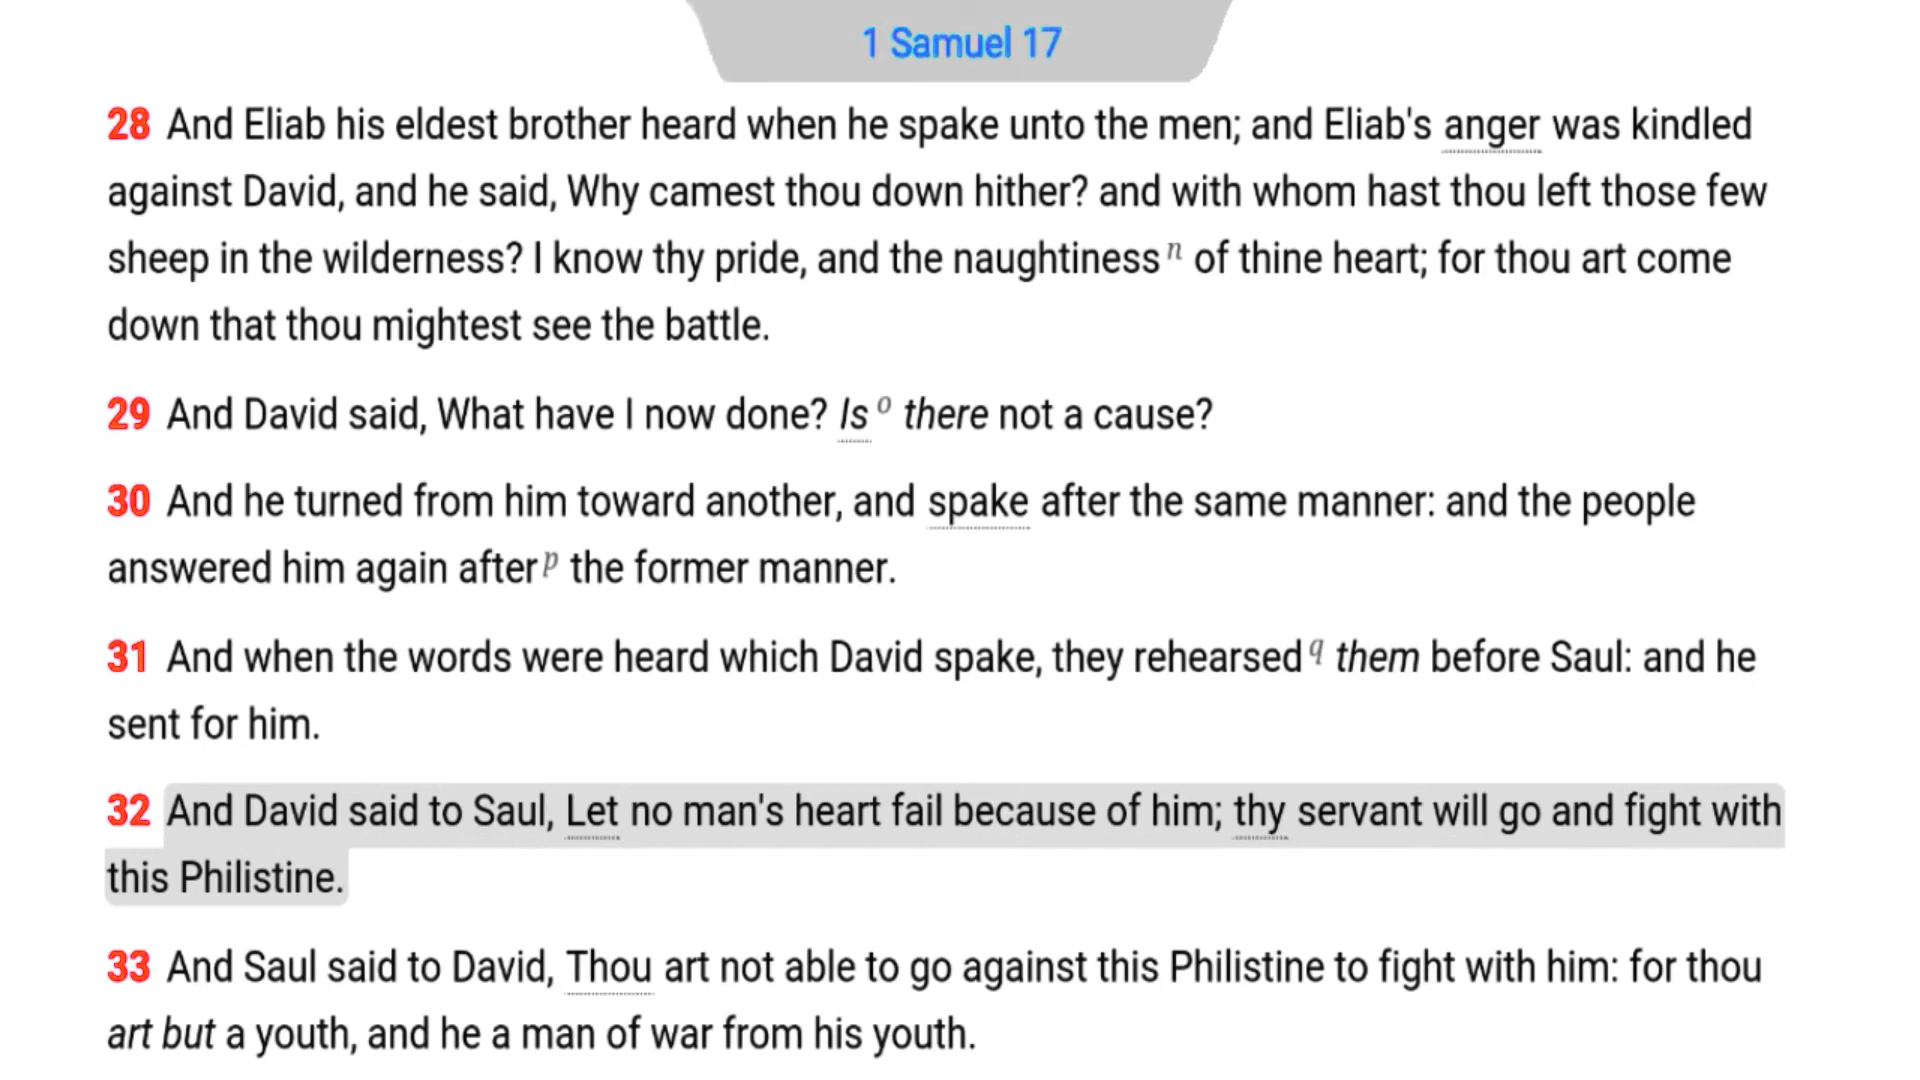 1 Samuel 17
28 And Eliab his eldest brother heard when he spake unto the men; and Eliab's anger was kindled
against David, and he said, Why camest thou down hither? and with whom hast thou left those few
sheep in the wilderness? I know thy pride, and the naughtiness n of thine heart; for thou art come
down that thou mightest see the battle.
29 And David said, What have I now done? Is o there not a cause?
30 And he turned from him toward another, and spake after the same manner: and the people
answered him again after p the former manner.
31 And when the words were heard which David spake, they rehearsed q them before Saul: and he
sent for him.
32 And David said to Saul, Let no man's heart fail because of him; thy servant will go and fight with
this Philistine.
33 And Saul said to David, Thou art not able to go against this Philistine to fight with him: for thou
art but a youth, and he a man of war from his youth.